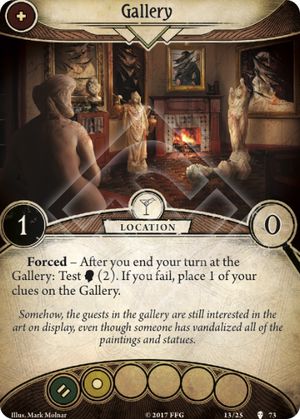 Gallery
1
LOCATION
0
Forced – After you end your turn at the
Gallery: Test (2). If you fail, place 1 of your
clues on the Gallery.
Somehow, the guests in the gallery are still interested in the
art on display, even though someone has vandalized all of the
paintings and statues.
Illus. Mark Molnar
© 2017 FFG
13/25
73